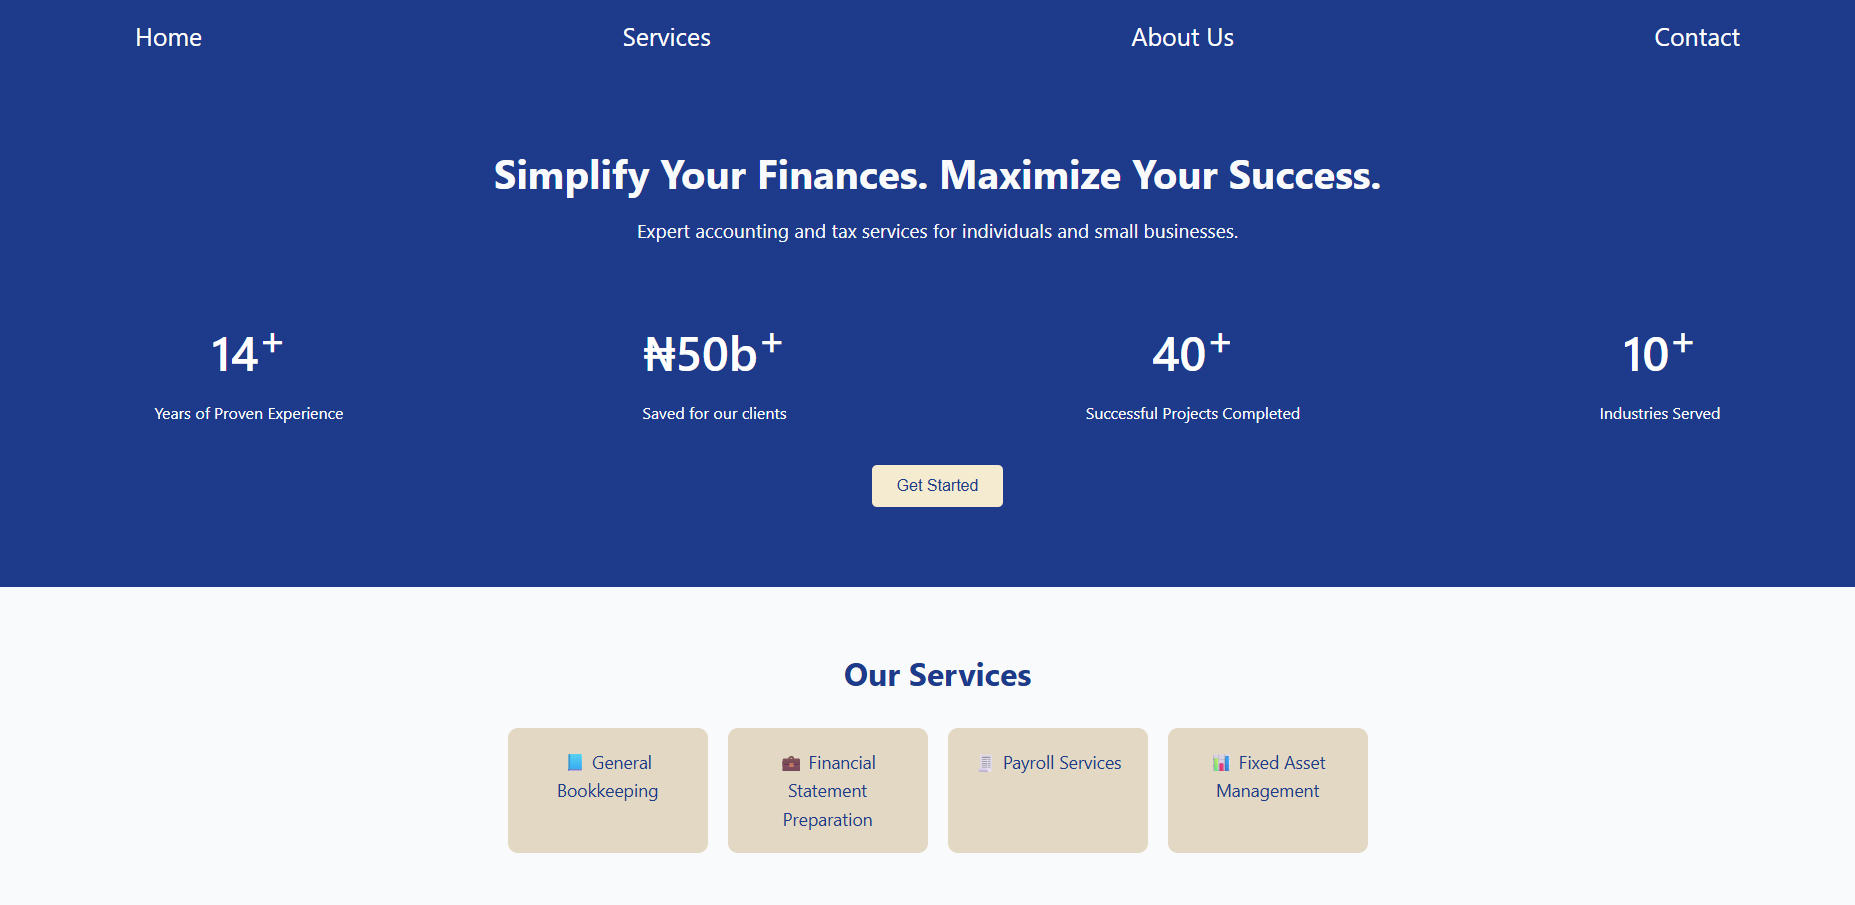 Home Services About Us Contact
Simplify Your Finances. Maximize Your Success.
Expert accounting and tax services for individuals and small businesses.
14+ ₦50b+ 40+ 10+
Years of Proven Experience Saved for our clients Successful Projects Completed Industries Served
Get Started
Our Services
General
Bookkeeping
Financial
Statement
Preparation
Payroll Services
Fixed Asset
Management